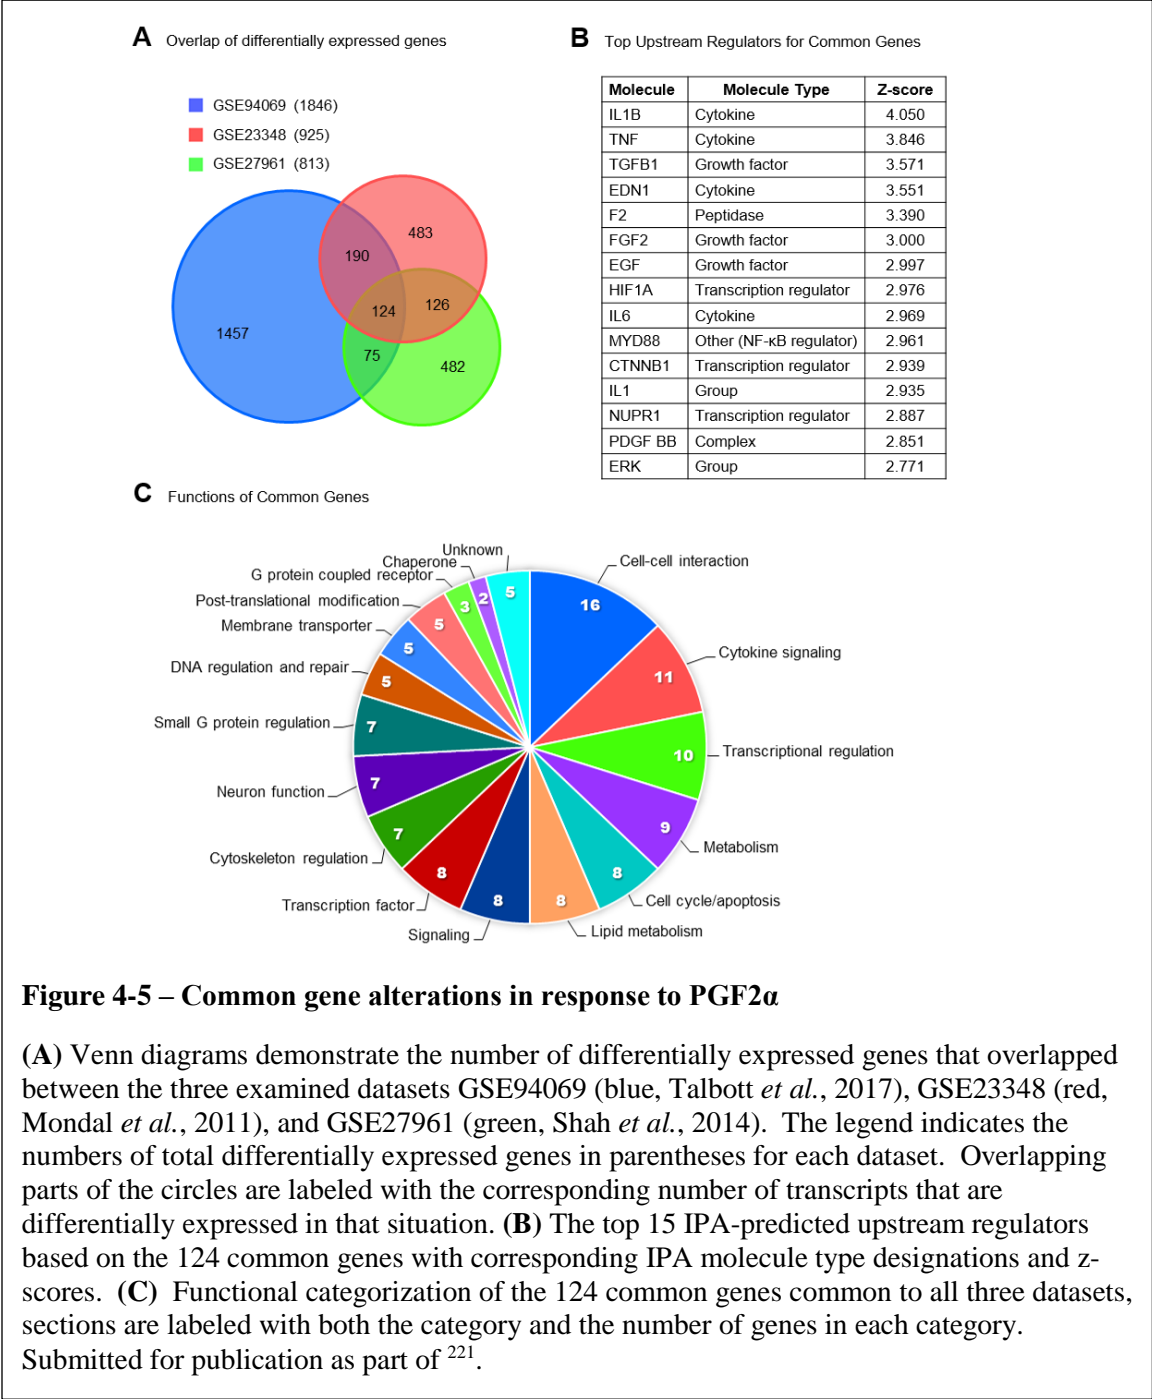 A Overlap of differentially expressed genes
GSE94069 (1846)
GSE23348 (925)
GSE27961 (813)
483
190
124
126
1457
75
482
B Top Upstream Regulators for Common Genes
Molecule Molecule Type Z-score
IL1B Cytokine 4.050
TNF Cytokine 3.846
TGFB1 Growth factor 3.571
EDN1 Cytokine 3.551
F2 Peptidase 3.390
FGF2 Growth factor 3.000
EGF Growth factor 2.997
HIF1A Transcription regulator 2.976
IL6 Cytokine 2.969
MYD88 Other (NF-κB regulator) 2.961
CTNNB1 Transcription regulator 2.939
IL1 Group 2.935
NUPR1 Transcription regulator 2.887
PDGF BB Complex 2.851
ERK Group 2.771
C Functions of Common Genes
Cell-cell interaction
16
Cytokine signaling
11
Transcriptional regulation
10
Metabolism
9
Cell cycle/apoptosis
8
Lipid metabolism
8
Signaling
8
Transcription factor
8
Cytoskeleton regulation
7
Neuron function
7
Small G protein regulation
7
DNA regulation and repair
5
Membrane transporter
5
Post-translational modification
5
G protein coupled receptor
3
Chaperone
2
Unknown
5
Figure 4-5 – Common gene alterations in response to PGF2α
(A) Venn diagrams demonstrate the number of differentially expressed genes that overlapped
between the three examined datasets GSE94069 (blue, Talbott et al., 2017), GSE23348 (red,
Mondal et al., 2011), and GSE27961 (green, Shah et al., 2014). The legend indicates the
numbers of total differentially expressed genes in parentheses for each dataset. Overlapping
parts of the circles are labeled with the corresponding number of transcripts that are
differentially expressed in that situation. (B) The top 15 IPA-predicted upstream regulators
based on the 124 common genes with corresponding IPA molecule type designations and z-
scores. (C) Functional categorization of the 124 common genes common to all three datasets,
sections are labeled with both the category and the number of genes in each category.
Submitted for publication as part of 221.